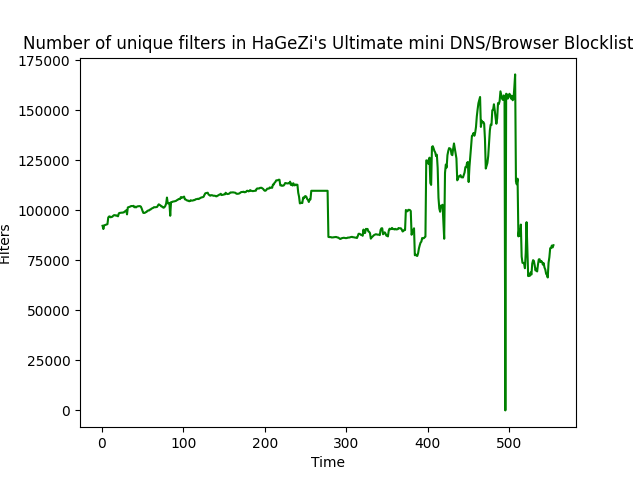 Number of unique filters in HaGeZi's Ultimate mini DNS/Browser Blocklist
175000
150000
125000
100000
75000
50000
25000
0
Filters
0 100 200 300 400 500
Time